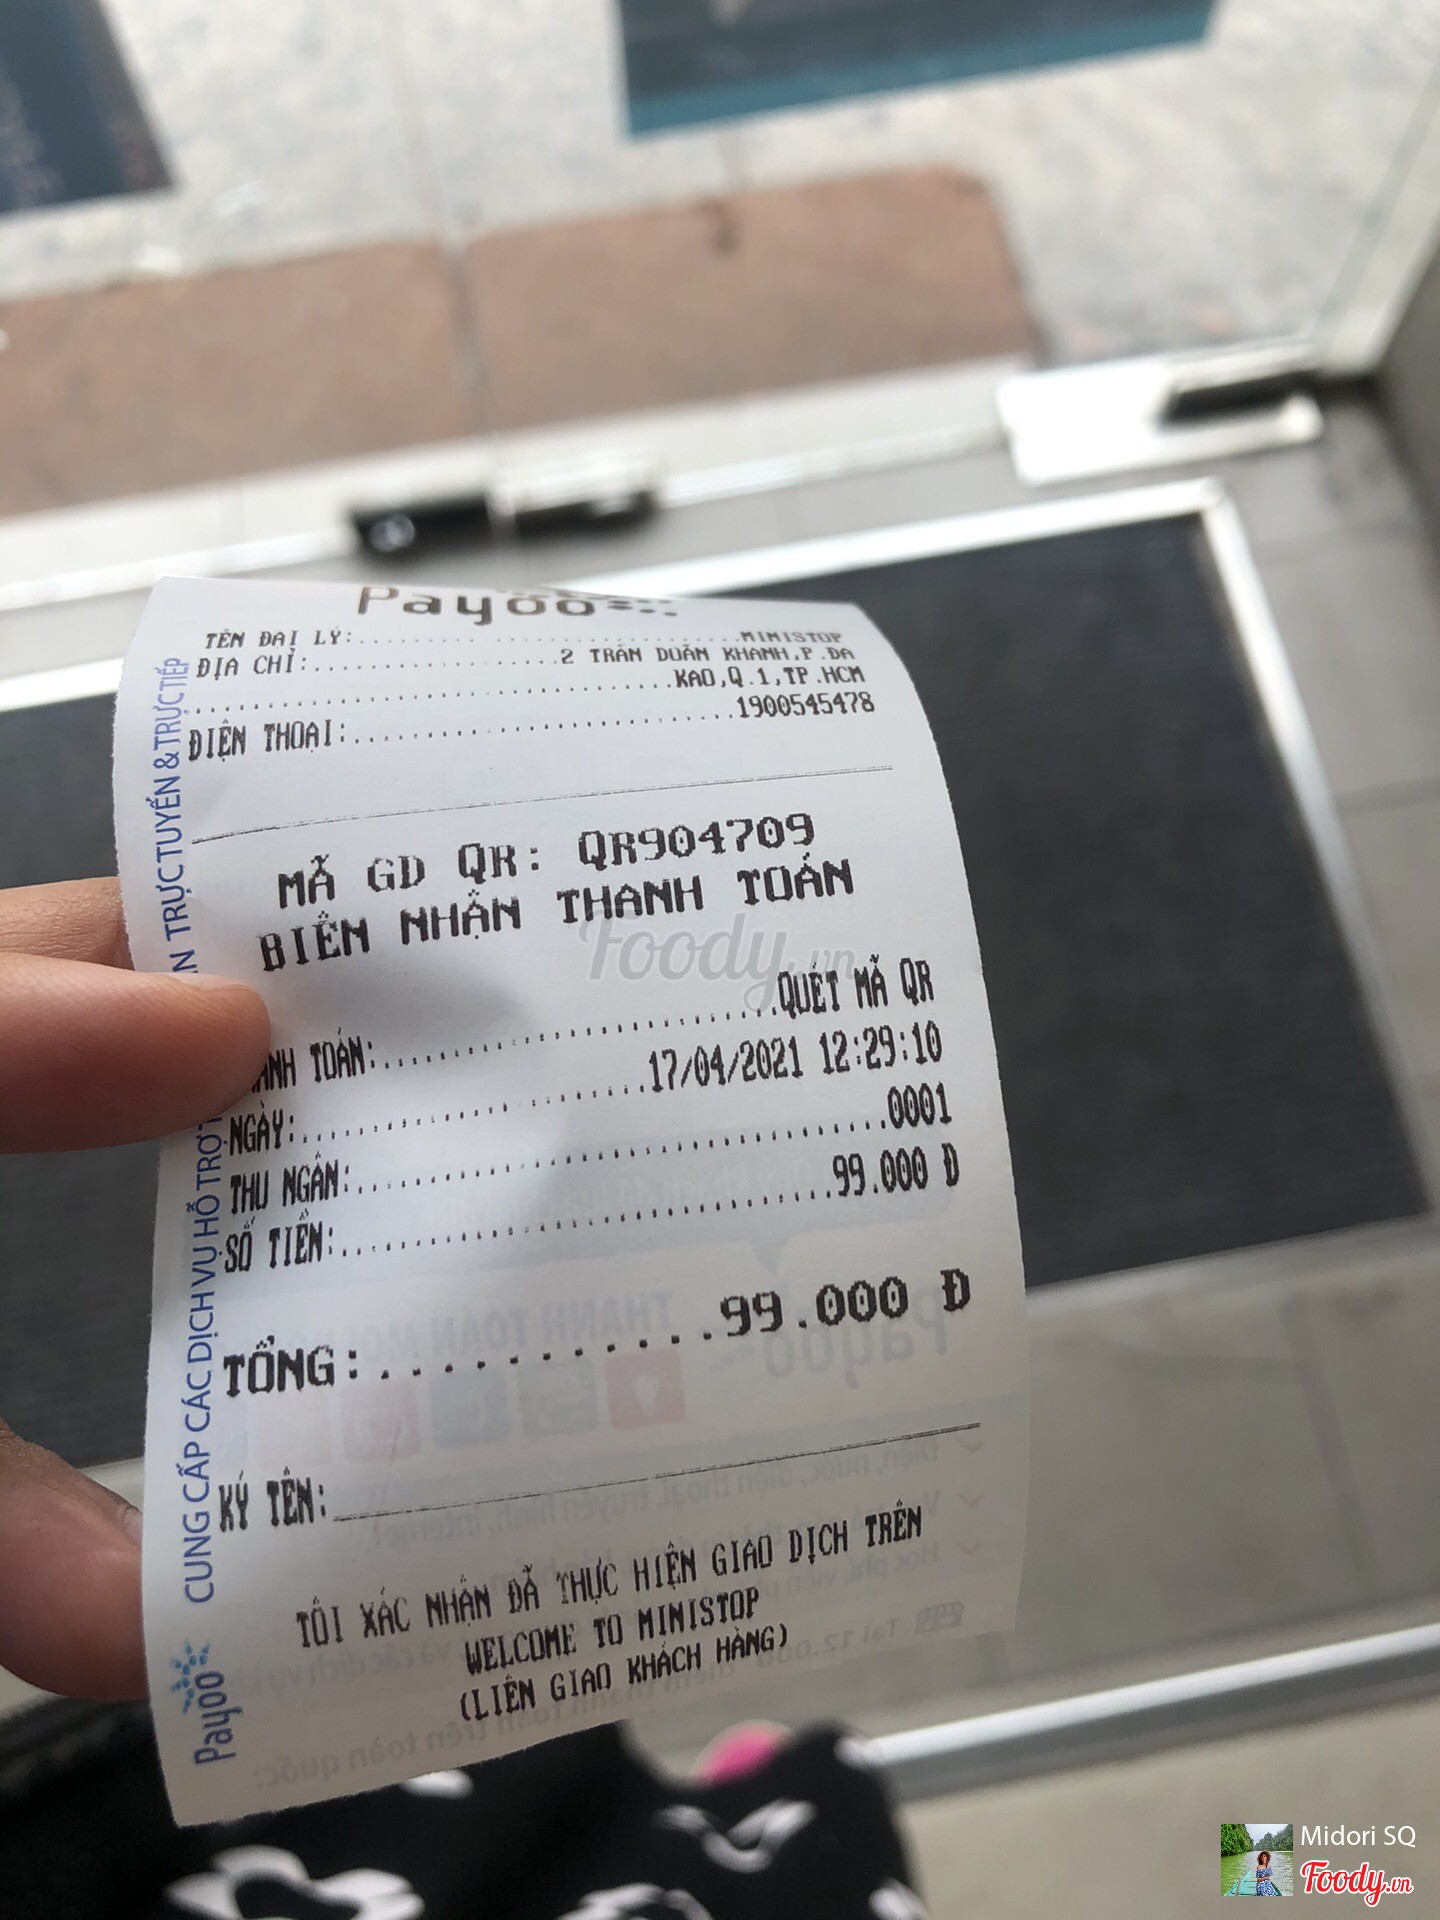 Payoo
TÊN ĐẠI LÝ:..............................MINISTOP
ĐỊA CHỈ:....................2 TRẦN DOÃN KHANH,P.ĐA
........................................KAO,Q.1,TP.HCM
ĐIỆN THOẠI:..............................1900545478
MÃ GD QR: QR904709
BIÊN NHẬN THANH TOÁN
ANH TOÁN:..............................QUÉT MÃ QR
NGÀY:........................17/04/2021 12:29:10
THU NGÂN:........................................0001
SỐ TIỀN:..................................99.000 Đ
TỔNG:............99.000 Đ
KÝ TÊN:
TÔI XÁC NHẬN ĐÃ THỰC HIỆN GIAO DỊCH TRÊN
WELCOME TO MINISTOP
(LIÊN GIAO KHÁCH HÀNG)
Payoo CUNG CẤP CÁC DỊCH VỤ HỖ TRỢ TRỰC TUYẾN & TRỰC TIẾP
Foody.vn
Midori SQ
Foody.vn